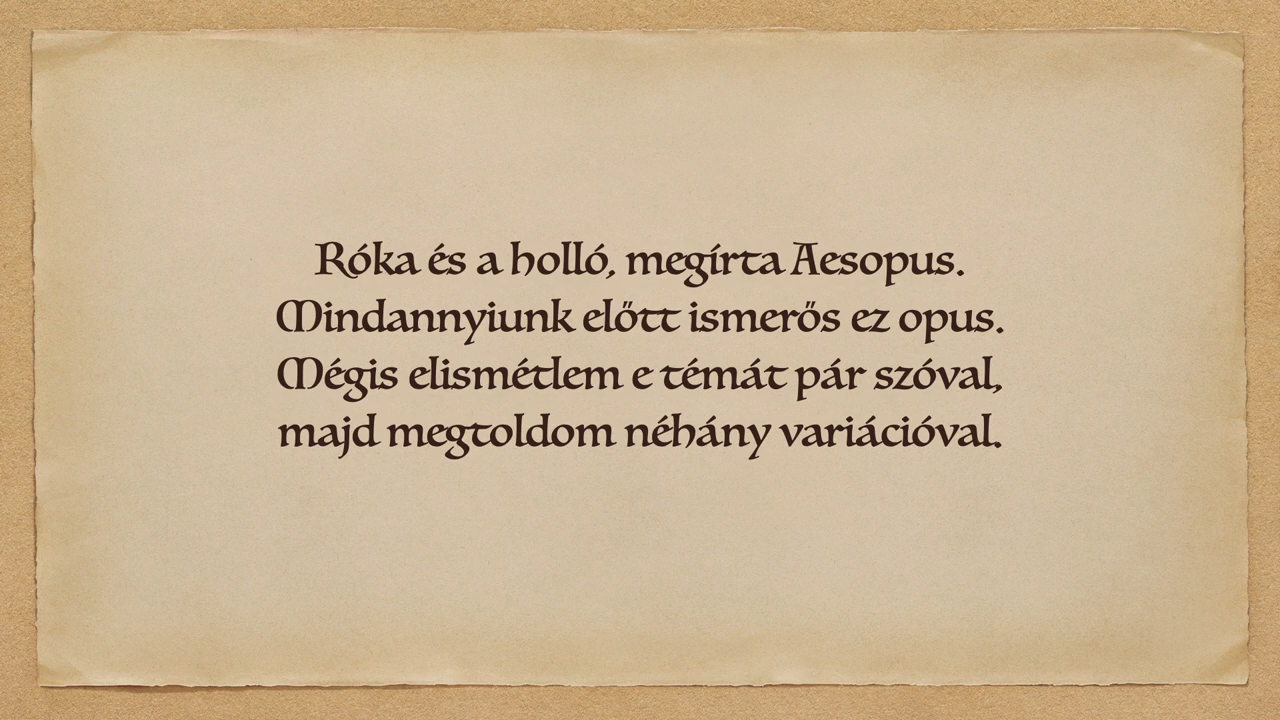 Róka és a holló, megírta Aesopus.
Mindannyiunk előtt ismerős ez opus.
Mégis elismétlem e témát pár szóval,
majd megtoldom néhány variációval.